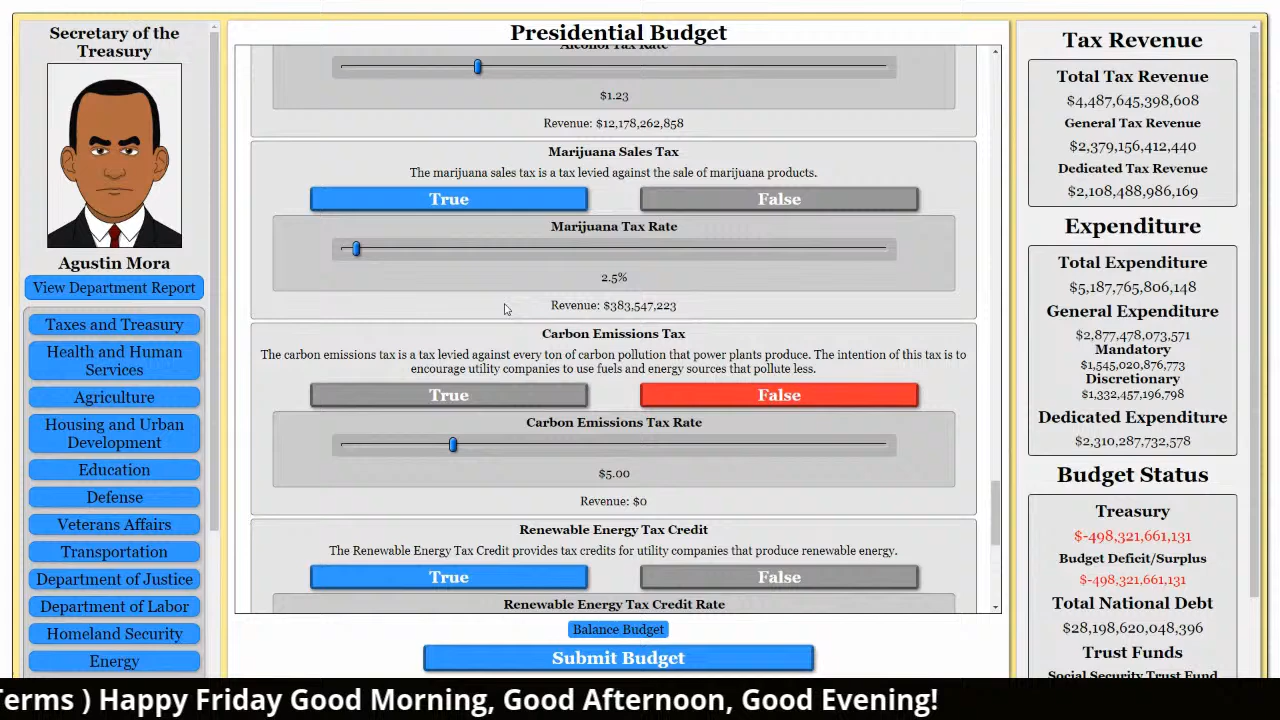 Secretary of the
Treasury
Agustin Mora
View Department Report
Taxes and Treasury
Health and Human
Services
Agriculture
Housing and Urban
Development
Education
Defense
Veterans Affairs
Transportation
Department of Justice
Department of Labor
Homeland Security
Energy
Presidential Budget
Alcohol Tax Rate
$1.23
Revenue: $12,178,262,858
Marijuana Sales Tax
The marijuana sales tax is a tax levied against the sale of marijuana products.
True False
Marijuana Tax Rate
2.5%
Revenue: $383,547,223
Carbon Emissions Tax
The carbon emissions tax is a tax levied against every ton of carbon pollution that power plants produce. The intention of this tax is to
encourage utility companies to use fuels and energy sources that pollute less.
True False
Carbon Emissions Tax Rate
$5.00
Revenue: $0
Renewable Energy Tax Credit
The Renewable Energy Tax Credit provides tax credits for utility companies that produce renewable energy.
True False
Renewable Energy Tax Credit Rate
Balance Budget
Submit Budget
Tax Revenue
Total Tax Revenue
$4,487,645,398,608
General Tax Revenue
$2,379,156,412,440
Dedicated Tax Revenue
$2,108,488,986,169
Expenditure
Total Expenditure
$5,187,765,806,148
General Expenditure
$2,877,478,073,571
Mandatory
$1,545,020,876,773
Discretionary
$1,332,457,196,798
Dedicated Expenditure
$2,310,287,732,578
Budget Status
Treasury
$-498,321,661,131
Budget Deficit/Surplus
$-498,321,661,131
Total National Debt
$28,198,620,048,396
Trust Funds
Social Security Trust Fund
Terms ) Happy Friday Good Morning, Good Afternoon, Good Evening!